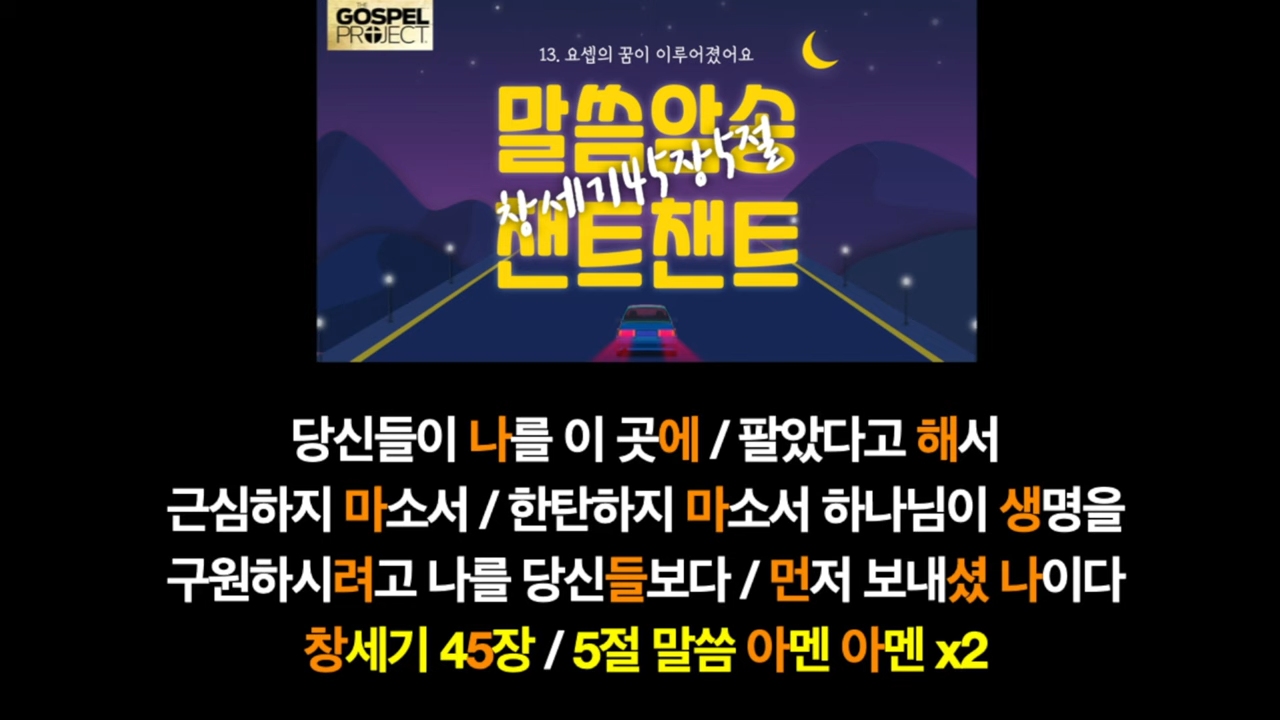 THE
GOSPEL
PROJECT
13. 요셉의 꿈이 이루어졌어요
말씀암송
창세기45장5절
챈트챈트
당신들이 나를 이 곳에 / 팔았다고 해서
근심하지 마소서 / 한탄하지 마소서 하나님이 생명을
구원하시려고 나를 당신들보다 / 먼저 보내셨 나이다
창세기 45장 / 5절 말씀 아멘 아멘 x2